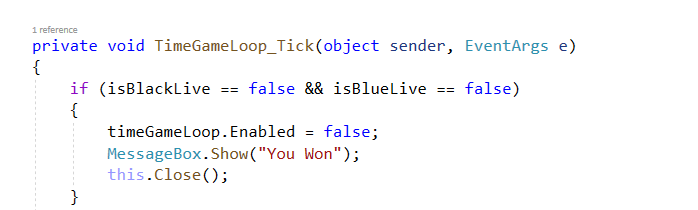 1 reference
private void TimeGameLoop_Tick(object sender, EventArgs e)
{
if (isBlackLive == false && isBlueLive == false)
{
timeGameLoop.Enabled = false;
MessageBox.Show("You Won");
this.Close();
}